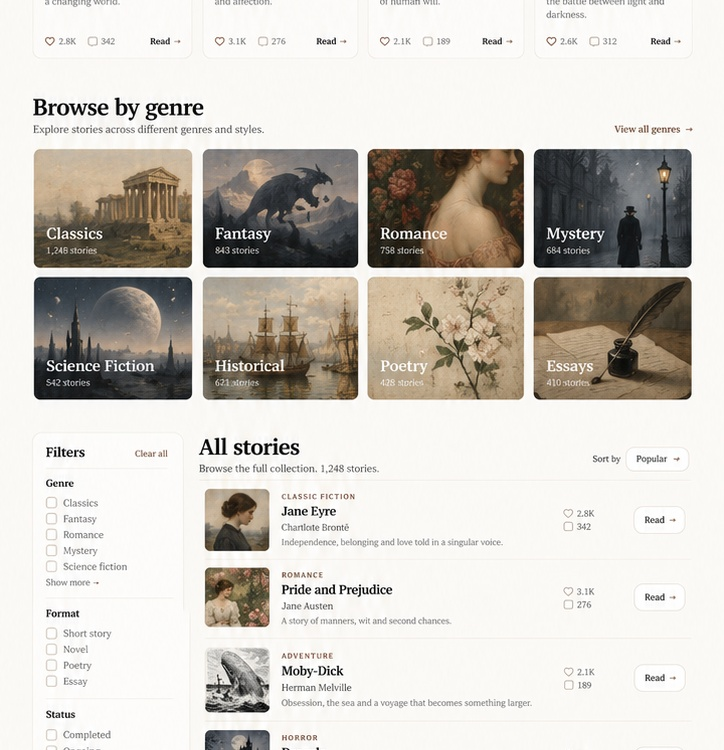 a changing world.
and affection.
of human will.
the battle between light and
darkness.
2.8K 342 Read →
3.1K 276 Read →
2.1K 189 Read →
2.6K 312 Read →
Browse by genre
Explore stories across different genres and styles.
View all genres →
Classics
1,248 stories
Fantasy
843 stories
Romance
758 stories
Mystery
684 stories
Science Fiction
542 stories
Historical
621 stories
Poetry
428 stories
Essays
410 stories
Filters
Clear all
Genre
Classics
Fantasy
Romance
Mystery
Science fiction
Show more →
Format
Short story
Novel
Poetry
Essay
Status
Completed
Ongoing
All stories
Browse the full collection. 1,248 stories.
Sort by Popular →
CLASSIC FICTION
Jane Eyre
Charlotte Brontë
Independence, belonging and love told in a singular voice.
2.8K
342
Read →
ROMANCE
Pride and Prejudice
Jane Austen
A story of manners, wit and second chances.
3.1K
276
Read →
ADVENTURE
Moby-Dick
Herman Melville
Obsession, the sea and a voyage that becomes something larger.
2.1K
189
Read →
HORROR